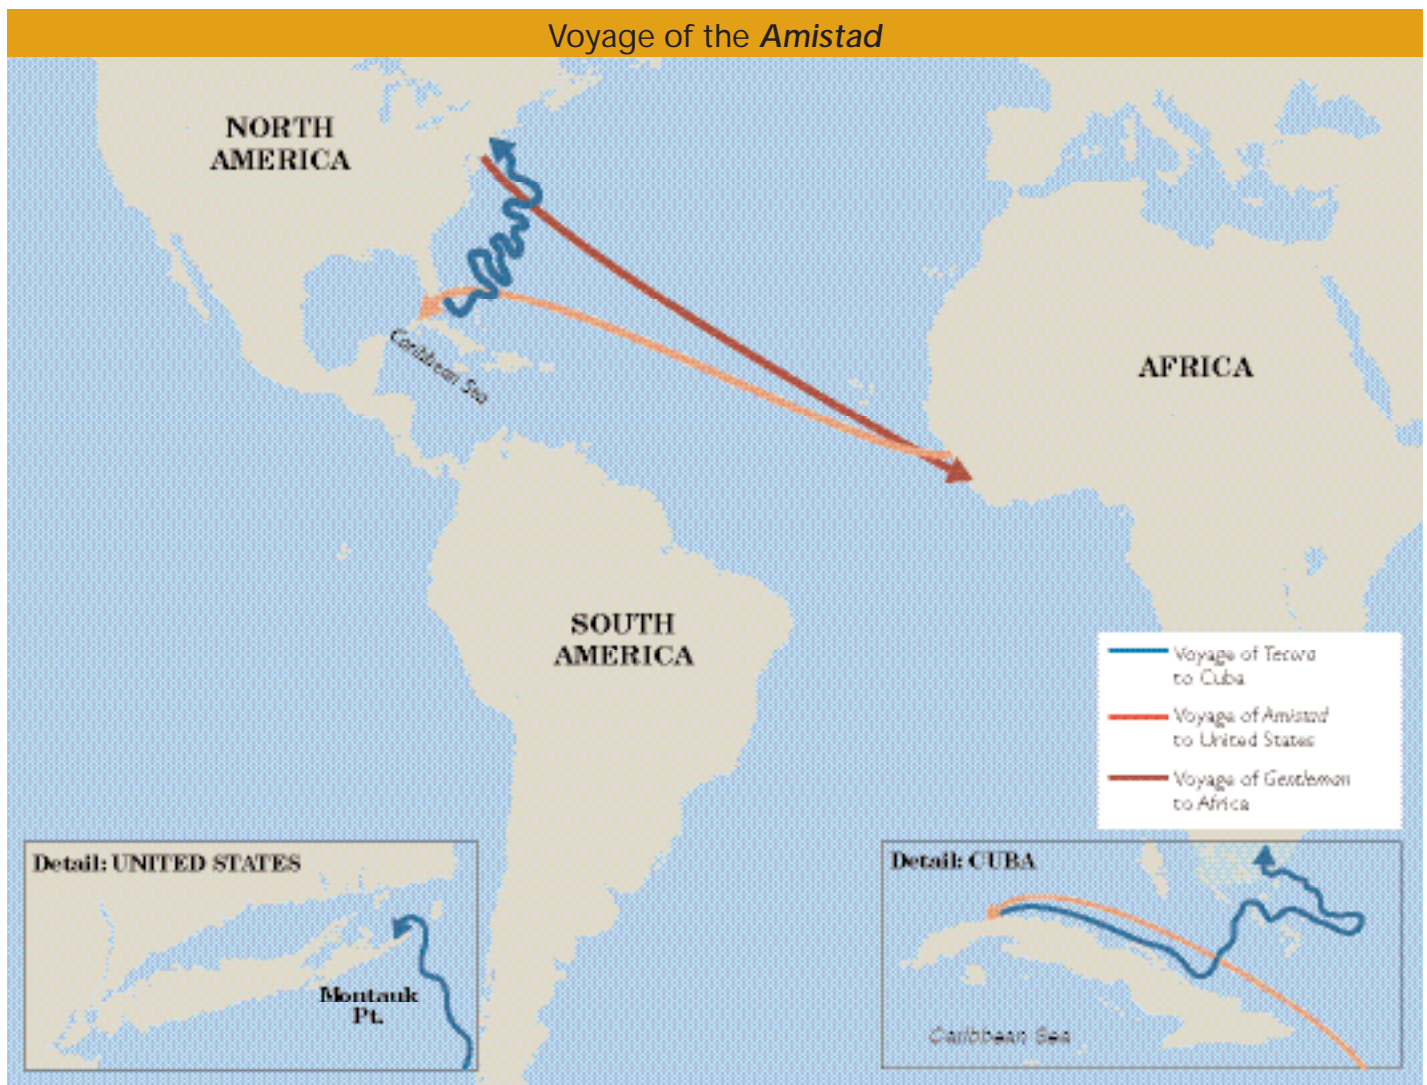 Voyage of the Amistad
NORTH
AMERICA
Caribbean Sea
AFRICA
SOUTH
AMERICA
Voyage of Tecora
to Cuba
Voyage of Amistad
to United States
Voyage of Gentleman
to Africa
Detail: UNITED STATES
Montauk
Pt.
Detail: CUBA
Caribbean Sea